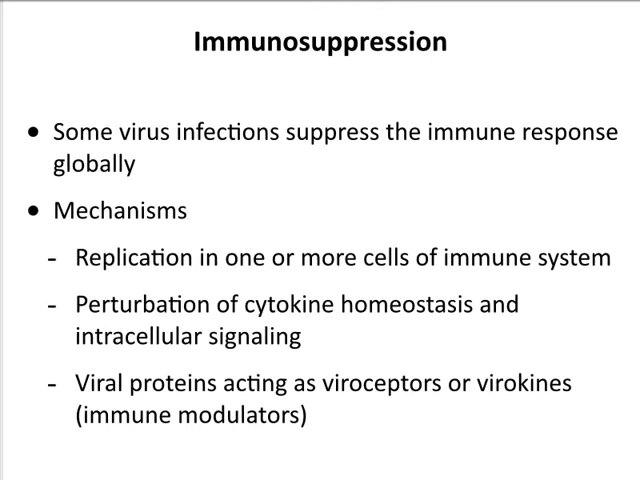 Immunosuppression
• Some virus infections suppress the immune response
globally
• Mechanisms
- Replication in one or more cells of immune system
- Perturbation of cytokine homeostasis and
intracellular signaling
- Viral proteins acting as viroceptors or virokines
(immune modulators)